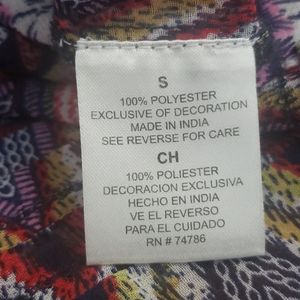 S
100% POLYESTER
EXCLUSIVE OF DECORATION
MADE IN INDIA
SEE REVERSE FOR CARE
CH
100% POLIESTER
DECORACION EXCLUSIVA
HECHO EN INDIA
VE EL REVERSO
PARA EL CUIDADO
RN # 74786